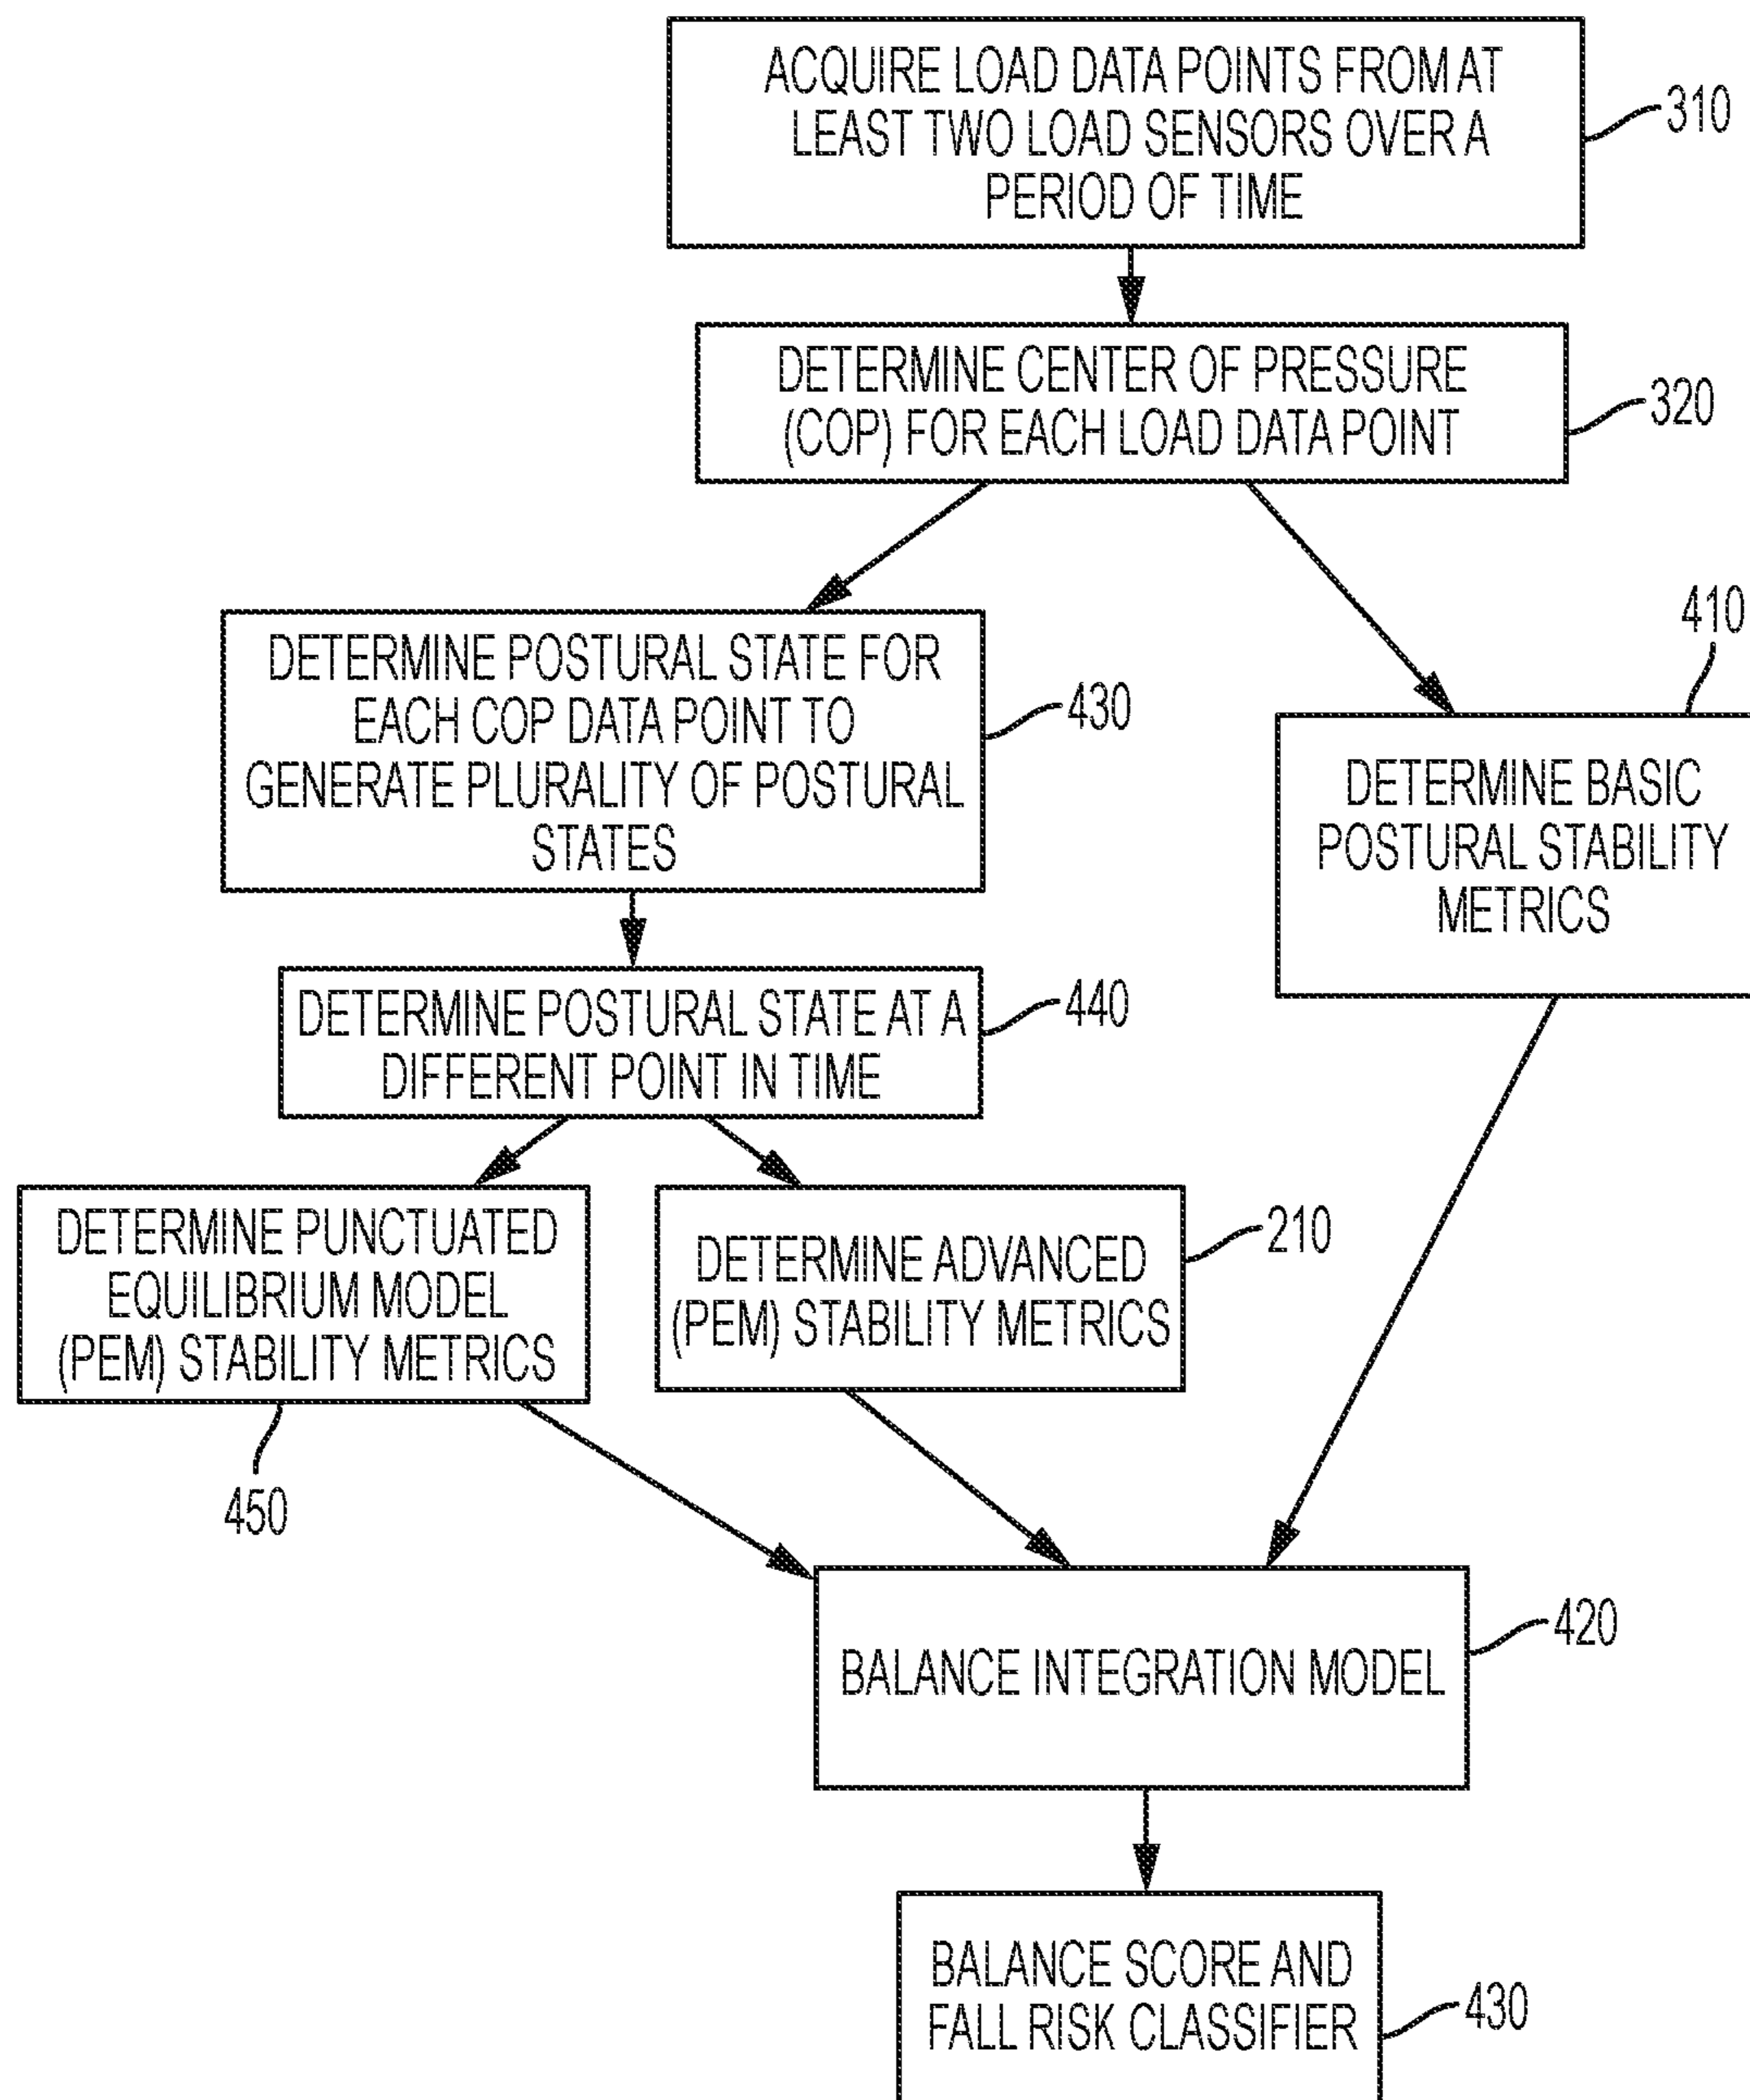 ACQUIRE LOAD DATA POINTS FROM AT
LEAST TWO LOAD SENSORS OVER A
PERIOD OF TIME
310
DETERMINE CENTER OF PRESSURE
(COP) FOR EACH LOAD DATA POINT
320
DETERMINE POSTURAL STATE FOR
EACH COP DATA POINT TO
GENERATE PLURALITY OF POSTURAL
STATES
430
410
DETERMINE BASIC
POSTURAL STABILITY
METRICS
DETERMINE POSTURAL STATE AT A
DIFFERENT POINT IN TIME
440
DETERMINE PUNCTUATED
EQUILIBRIUM MODEL
(PEM) STABILITY METRICS
450
DETERMINE ADVANCED
(PEM) STABILITY METRICS
210
BALANCE INTEGRATION MODEL
420
BALANCE SCORE AND
FALL RISK CLASSIFIER
430